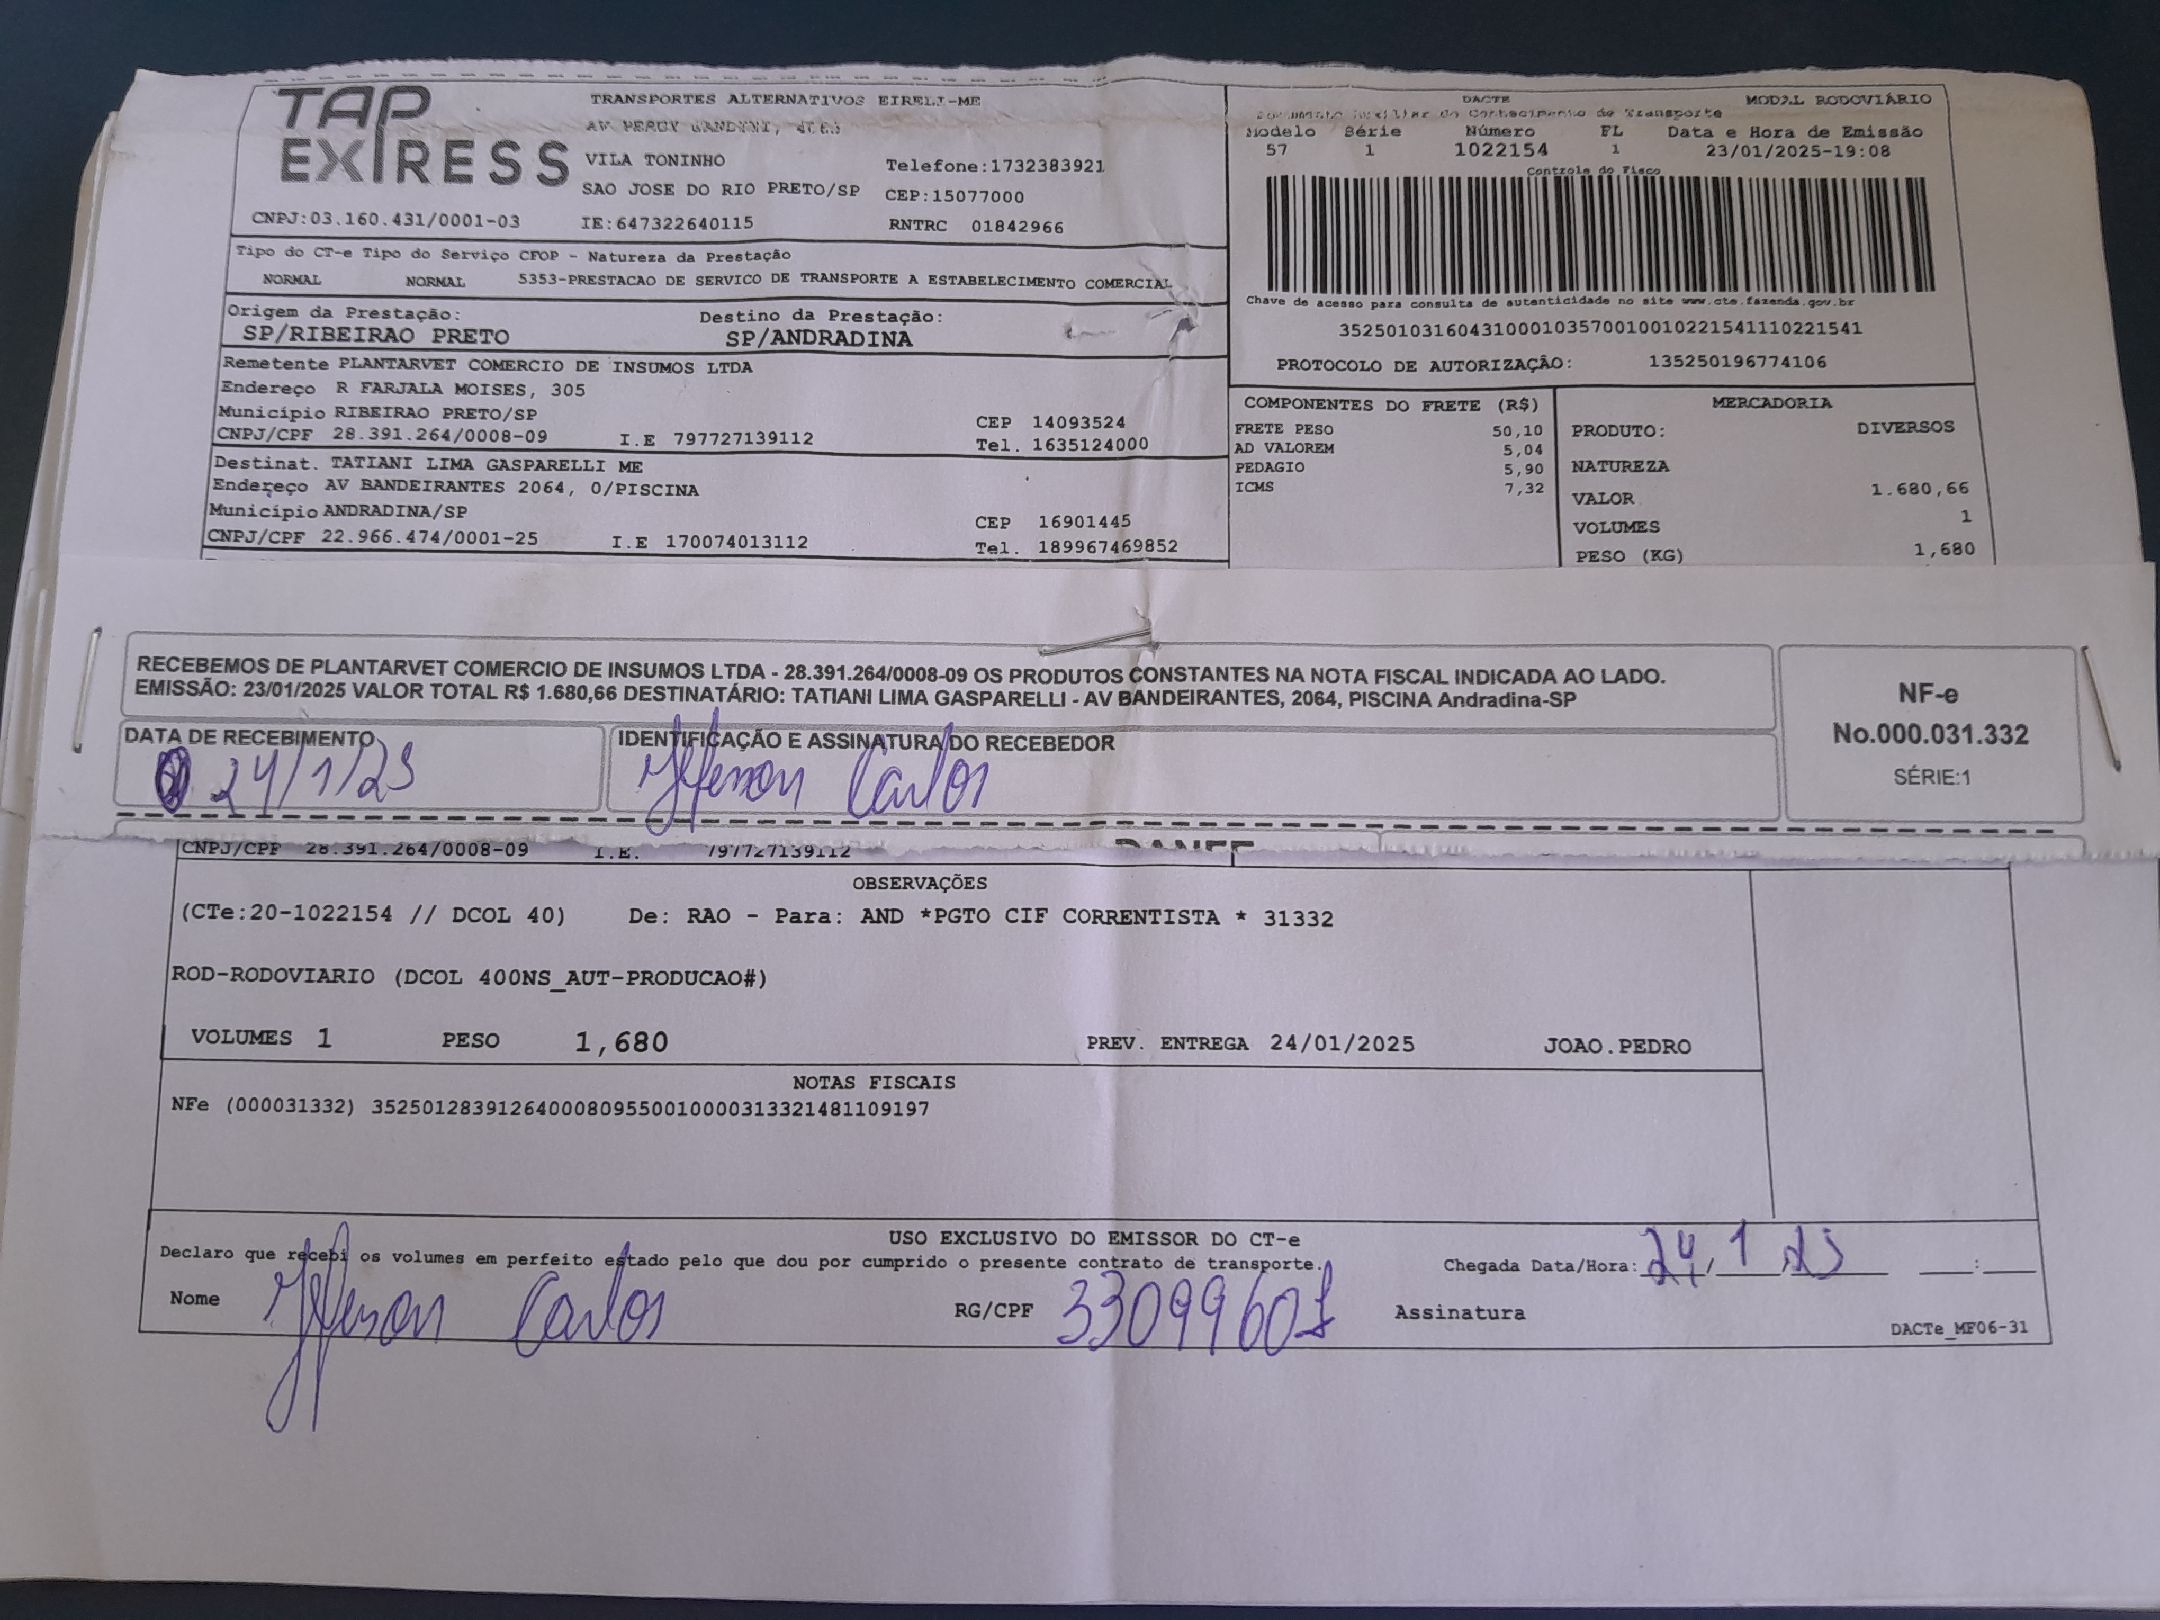 TAP
EXPRESS
TRANSPORTES ALTERNATIVOS EIRELI-ME
VILA TONINHO
Telefone:1732383921
SAO JOSE DO RIO PRETO/SP CEP:15077000
CNPJ:03.160.431/0001-03 IE:647322640115 RNTRC 01842966
DACTE MODAL RODOVIÁRIO
Documento Auxiliar do Conhecimento de Transporte
Modelo Série Número FL Data e Hora de Emissão
57 1 1022154 1 23/01/2025-19:08
Controle do Fisco
Chave de acesso para consulta de autenticidade no site www.cte.fazenda.gov.br
35250103160431000103570010010221541110221541
PROTOCOLO DE AUTORIZAÇÃO: 135250196774106
Tipo do CT-e Tipo do Serviço CFOP - Natureza da Prestação
NORMAL NORMAL 5353-PRESTACAO DE SERVICO DE TRANSPORTE A ESTABELECIMENTO COMERCIAL
Origem da Prestação: Destino da Prestação:
SP/RIBEIRAO PRETO SP/ANDRADINA
Remetente PLANTARVET COMERCIO DE INSUMOS LTDA
Endereço R FARJALA MOISES, 305
Município RIBEIRAO PRETO/SP CEP 14093524
CNPJ/CPF 28.391.264/0008-09 I.E 797727139112 Tel. 1635124000
Destinat. TATIANI LIMA GASPARELLI ME
Endereço AV BANDEIRANTES 2064, 0/PISCINA
Município ANDRADINA/SP CEP 16901445
CNPJ/CPF 22.966.474/0001-25 I.E 170074013112 Tel. 189967469852
COMPONENTES DO FRETE (R$)
FRETE PESO 50,10
AD VALOREM 5,04
PEDAGIO 5,90
ICMS 7,32
MERCADORIA
PRODUTO: DIVERSOS
NATUREZA
VALOR 1.680,66
VOLUMES 1
PESO (KG) 1,680
RECEBEMOS DE PLANTARVET COMERCIO DE INSUMOS LTDA - 28.391.264/0008-09 OS PRODUTOS CONSTANTES NA NOTA FISCAL INDICADA AO LADO.
EMISSÃO: 23/01/2025 VALOR TOTAL R$ 1.680,66 DESTINATÁRIO: TATIANI LIMA GASPARELLI - AV BANDEIRANTES, 2064, PISCINA Andradina-SP
DATA DE RECEBIMENTO
24/1/25
IDENTIFICAÇÃO E ASSINATURA DO RECEBEDOR
Jefferson Carlos
NF-e
No.000.031.332
SÉRIE:1
DANFE
CNPJ/CPF 28.391.264/0008-09 I.E. 797727139112
OBSERVAÇÕES
(CTe:20-1022154 // DCOL 40) De: RAO - Para: AND *PGTO CIF CORRENTISTA * 31332
ROD-RODOVIARIO (DCOL 400NS_AUT-PRODUCAO#)
VOLUMES 1 PESO 1,680 PREV. ENTREGA 24/01/2025 JOAO.PEDRO
NOTAS FISCAIS
NFe (000031332) 35250128391264000809550010000313321481109197
USO EXCLUSIVO DO EMISSOR DO CT-e
Declaro que recebi os volumes em perfeito estado pelo que dou por cumprido o presente contrato de transporte.
Chegada Data/Hora: 24/1/25 :
Nome Jefferson Carlos RG/CPF 33099601 Assinatura
DACTe_MF06-31